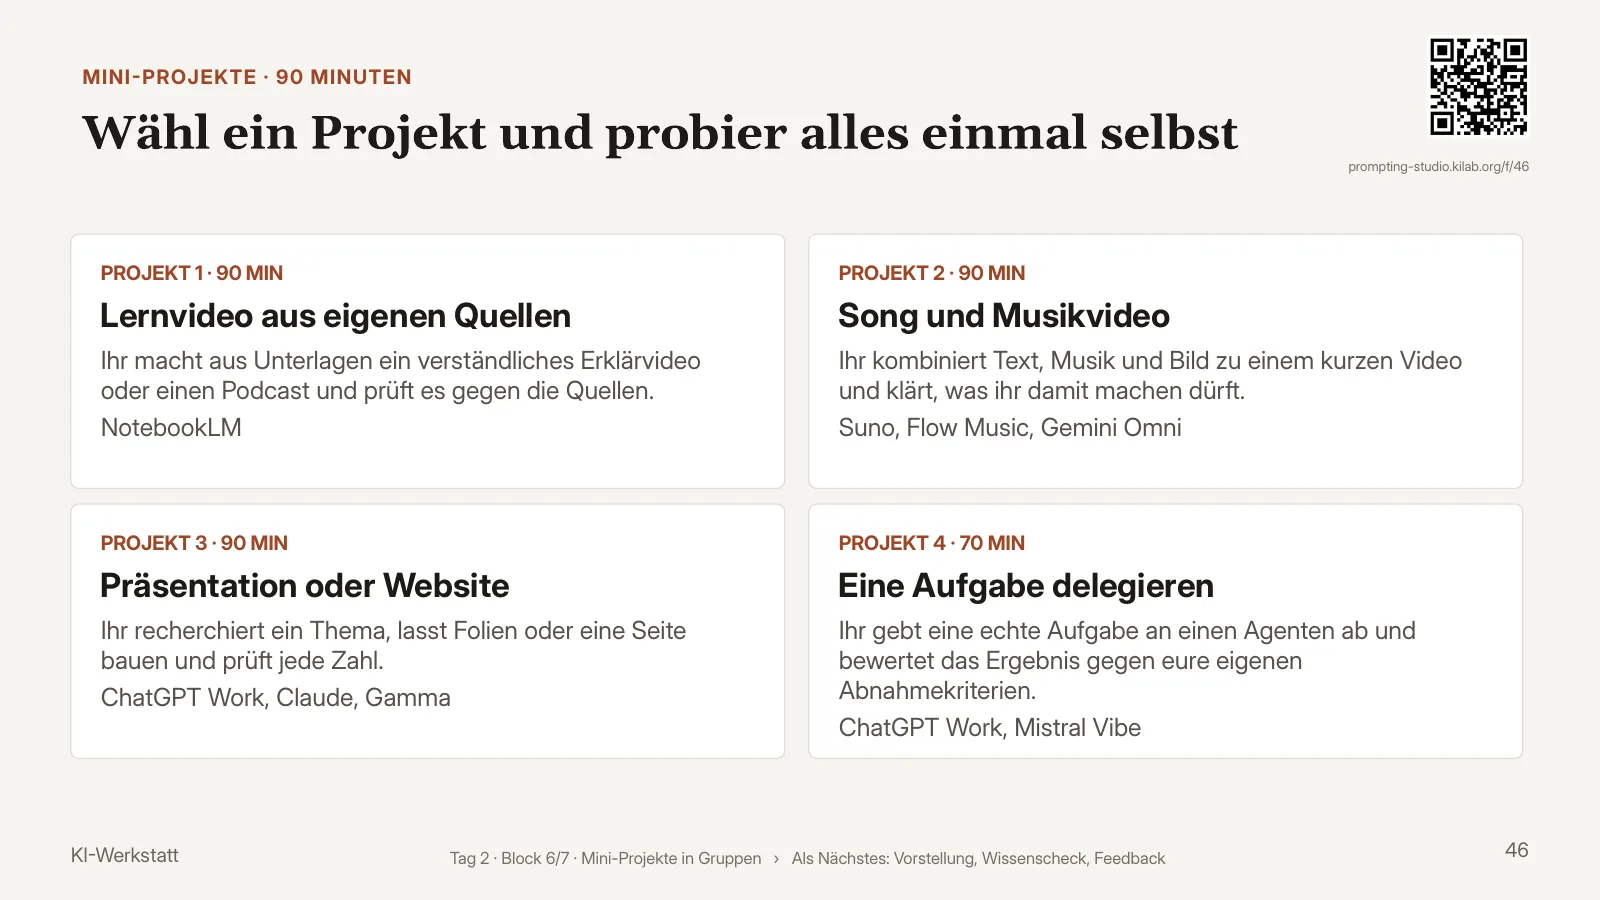 MINI-PROJEKTE · 90 MINUTEN
Wähl ein Projekt und probier alles einmal selbst
prompting-studio.kilab.org/f/46
PROJEKT 1 · 90 MIN
Lernvideo aus eigenen Quellen
Ihr macht aus Unterlagen ein verständliches Erklärvideo
oder einen Podcast und prüft es gegen die Quellen.
NotebookLM
PROJEKT 2 · 90 MIN
Song und Musikvideo
Ihr kombiniert Text, Musik und Bild zu einem kurzen Video
und klärt, was ihr damit machen dürft.
Suno, Flow Music, Gemini Omni
PROJEKT 3 · 90 MIN
Präsentation oder Website
Ihr recherchiert ein Thema, lasst Folien oder eine Seite
bauen und prüft jede Zahl.
ChatGPT Work, Claude, Gamma
PROJEKT 4 · 70 MIN
Eine Aufgabe delegieren
Ihr gebt eine echte Aufgabe an einen Agenten ab und
bewertet das Ergebnis gegen eure eigenen
Abnahmekriterien.
ChatGPT Work, Mistral Vibe
KI-Werkstatt
Tag 2 · Block 6/7 · Mini-Projekte in Gruppen › Als Nächstes: Vorstellung, Wissenscheck, Feedback
46